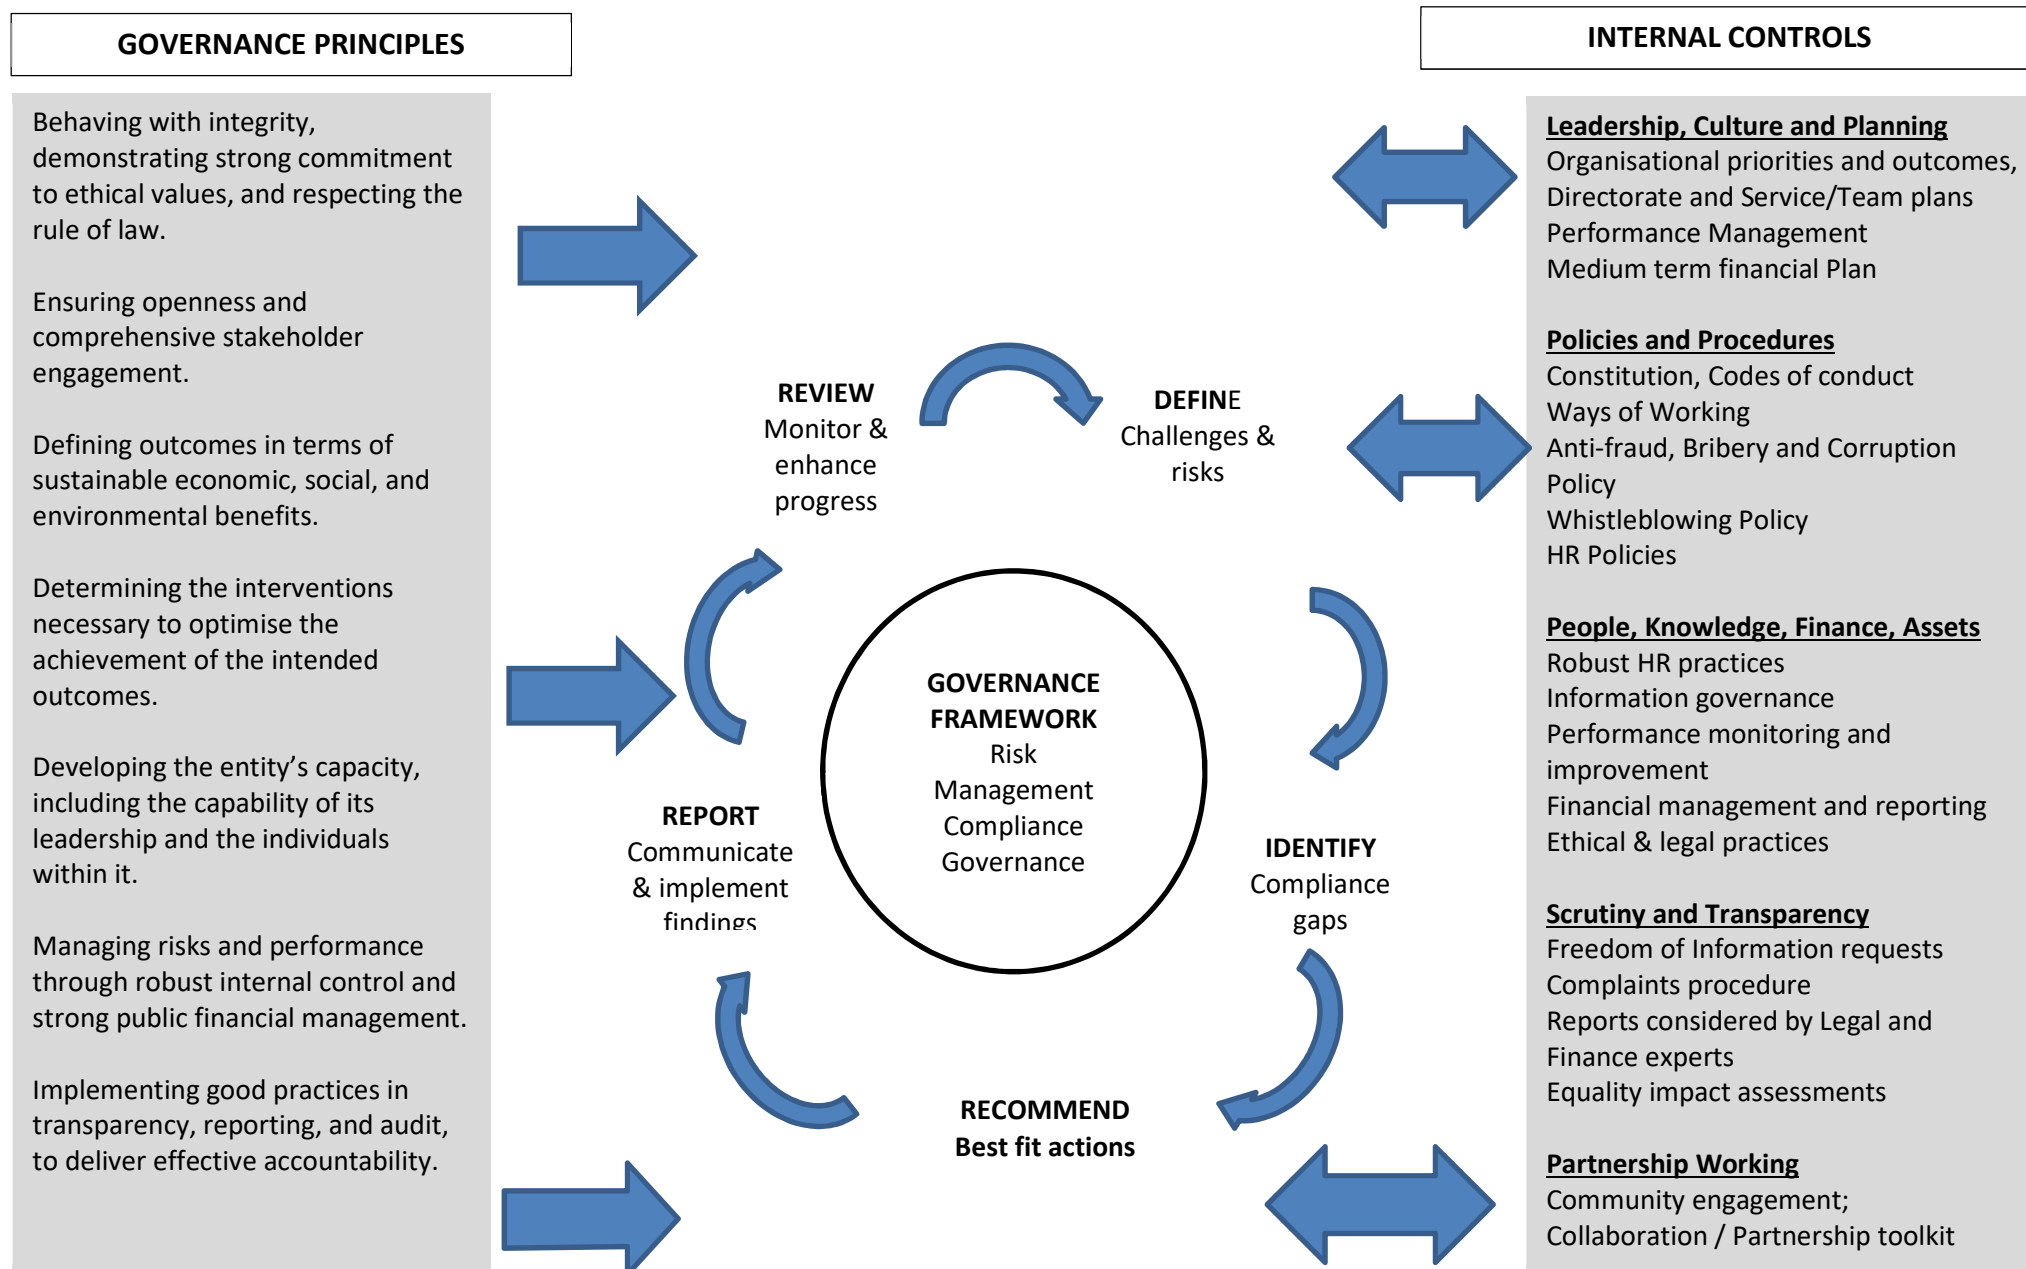 GOVERNANCE PRINCIPLES
Behaving with integrity,
demonstrating strong commitment
to ethical values, and respecting the
rule of law.
Ensuring openness and
comprehensive stakeholder
engagement.
Defining outcomes in terms of
sustainable economic, social, and
environmental benefits.
Determining the interventions
necessary to optimise the
achievement of the intended
outcomes.
Developing the entity’s capacity,
including the capability of its
leadership and the individuals
within it.
Managing risks and performance
through robust internal control and
strong public financial management.
Implementing good practices in
transparency, reporting, and audit,
to deliver effective accountability.
REVIEW
Monitor &
enhance
progress
DEFINE
Challenges &
risks
GOVERNANCE
FRAMEWORK
Risk
Management
Compliance
Governance
REPORT
Communicate
& implement
findings
IDENTIFY
Compliance
gaps
RECOMMEND
Best fit actions
INTERNAL CONTROLS
Leadership, Culture and Planning
Organisational priorities and outcomes,
Directorate and Service/Team plans
Performance Management
Medium term financial Plan
Policies and Procedures
Constitution, Codes of conduct
Ways of Working
Anti-fraud, Bribery and Corruption
Policy
Whistleblowing Policy
HR Policies
People, Knowledge, Finance, Assets
Robust HR practices
Information governance
Performance monitoring and
improvement
Financial management and reporting
Ethical & legal practices
Scrutiny and Transparency
Freedom of Information requests
Complaints procedure
Reports considered by Legal and
Finance experts
Equality impact assessments
Partnership Working
Community engagement;
Collaboration / Partnership toolkit